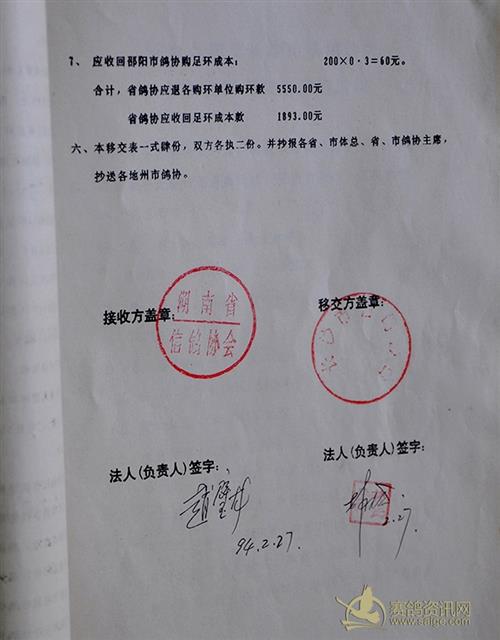 7、应收回邵阳市鸽协购足环成本： 200×0·3=60元。
合计，省鸽协应退各购环单位购环款 5550.00元
省鸽协应收回足环成本款 1893.00元
六、本移交表一式肆份，双方各执二份。并抄报各省、市体总、省、市鸽协主席，
抄送各地州市鸽协。
接收方盖章：
湖南省
信鸽协会
移交方盖章：
法人(负责人)签字：
法人(负责人)签字：
94.2.27.
2.27
赛鸽资讯网
www.saige.com